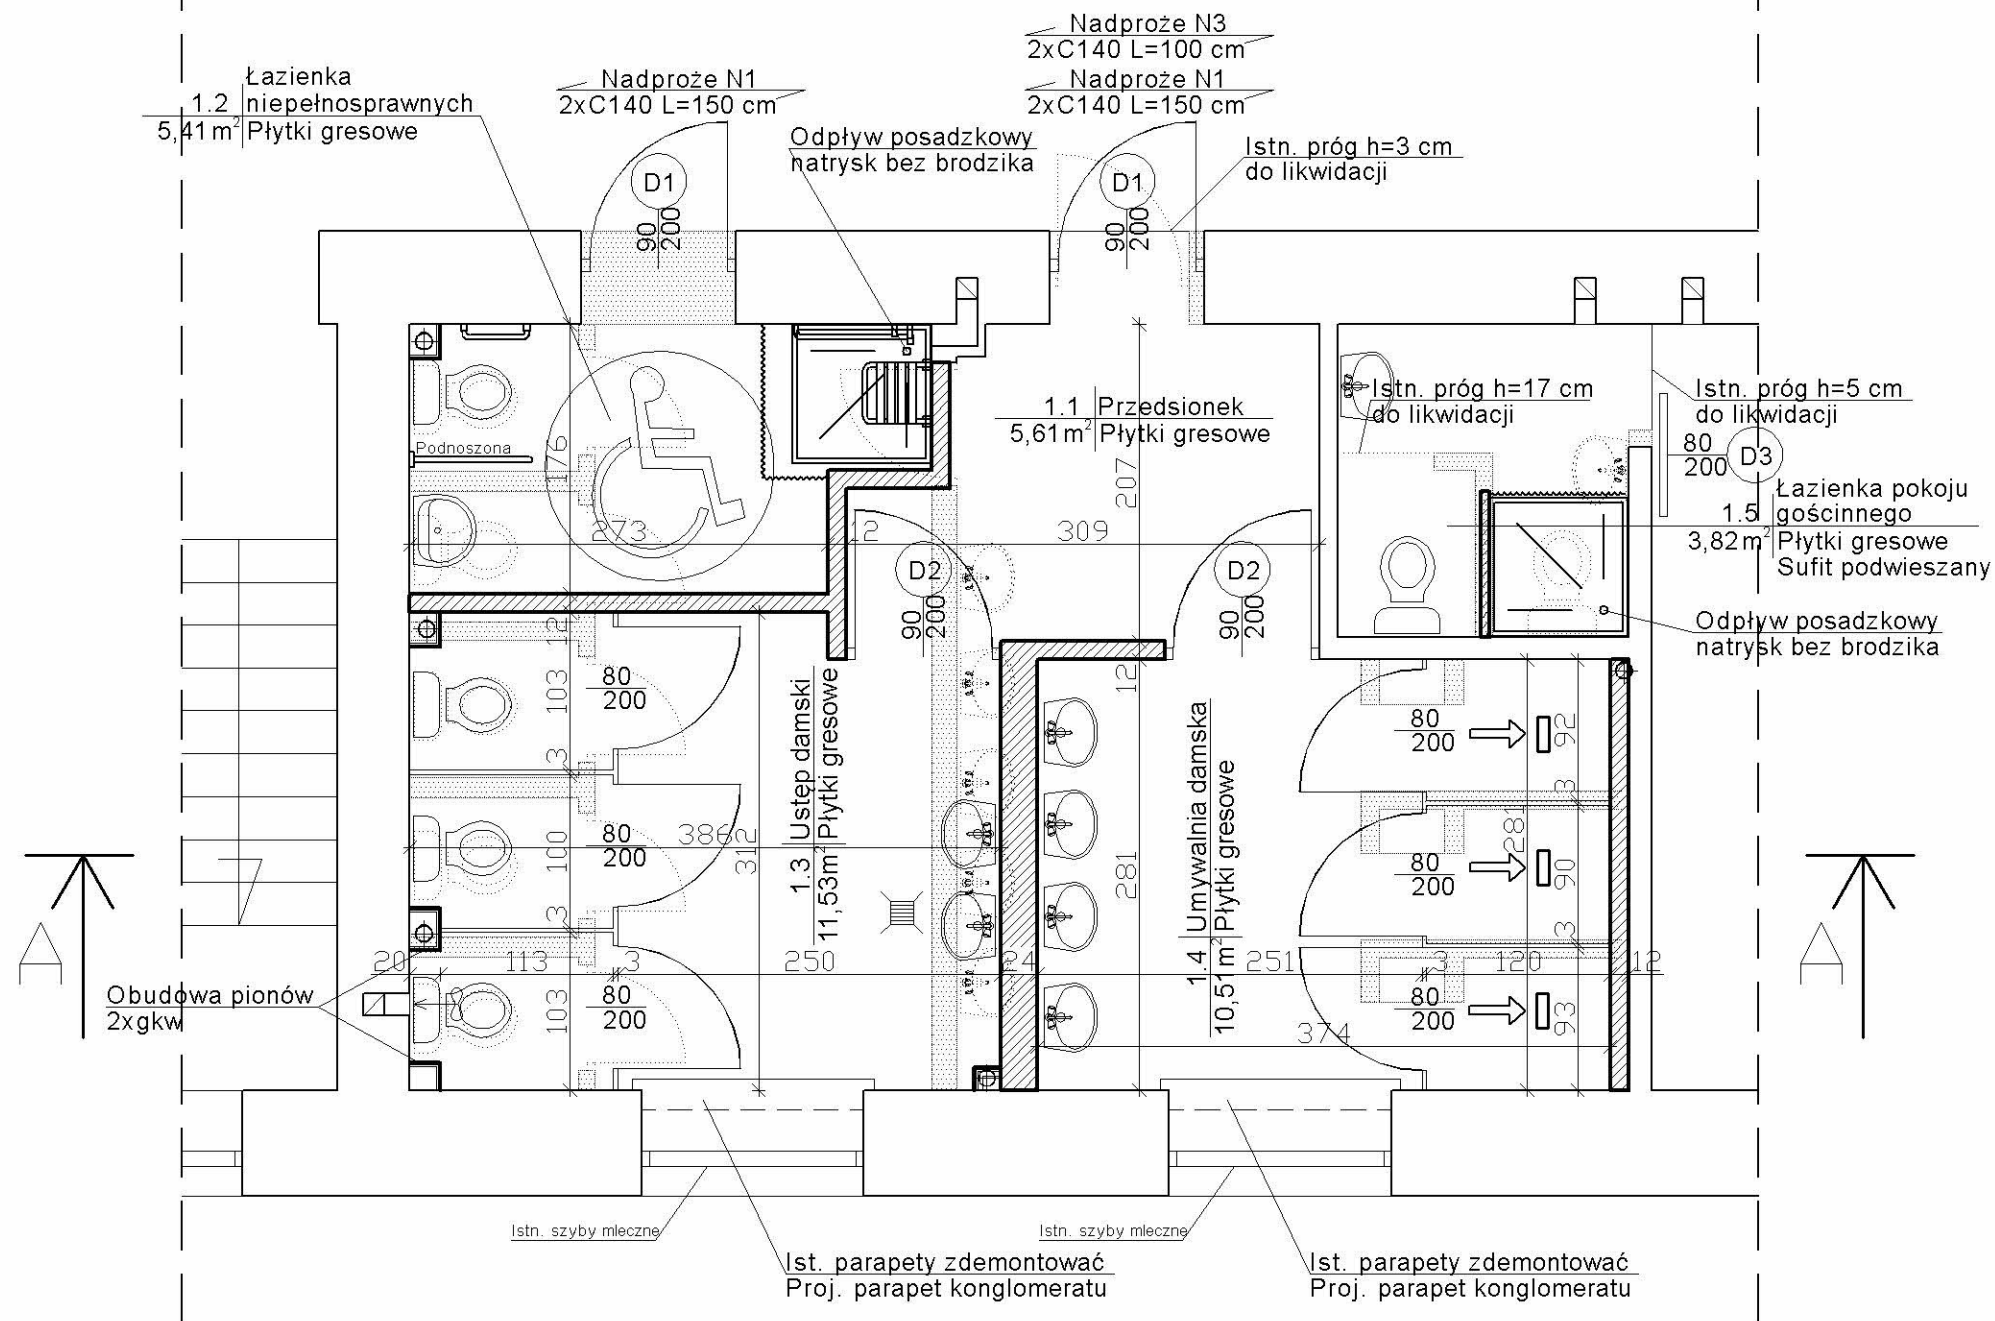 Nadproże N3
2xC140 L=100 cm
Nadproże N1
2xC140 L=150 cm
Nadproże N1
2xC140 L=150 cm
Łazienka
1.2 niepełnosprawnych
5,41m² Płytki gresowe
Odpływ posadzkowy
natrysk bez brodzika
Istn. próg h=3 cm
do likwidacji
D1
90
200
D1
90
200
Podnoszona
176
273
12
309
207
1.1 Przedsionek
5,61m² Płytki gresowe
Istn. próg h=17 cm
do likwidacji
Istn. próg h=5 cm
do likwidacji
80
200
D3
Łazienka pokoju
1.5 gościnnego
3,82m² Płytki gresowe
Sufit podwieszany
Odpływ posadzkowy
natrysk bez brodzika
D2
90
200
D2
90
200
12
103
3
100
3
103
80
200
80
200
80
200
386
312
1.3 Ustęp damski
11,53m² Płytki gresowe
12
281
1.4 Umywalnia damska
10,51m² Płytki gresowe
80
200
80
200
80
200
92
3
281
90
3
93
20
113
3
250
24
251
3
120
12
374
A
A
Obudowa pionów
2xgkw
Istn. szyby mleczne
Istn. szyby mleczne
Ist. parapety zdemontować
Proj. parapet konglomeratu
Ist. parapety zdemontować
Proj. parapet konglomeratu